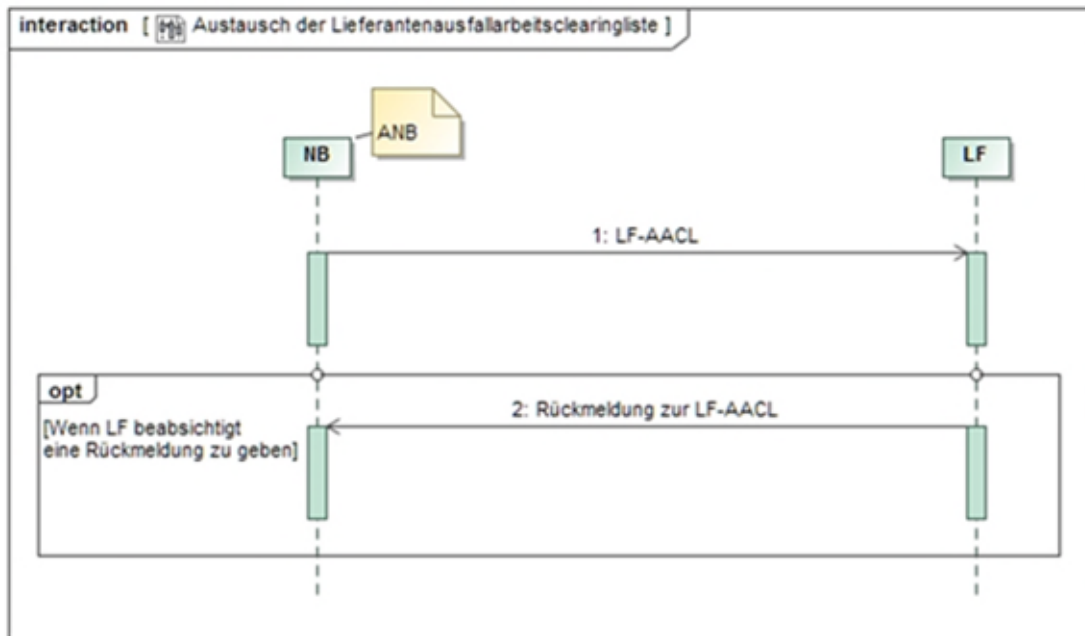 interaction [ Austausch der Lieferantenausfallarbeitsclearingliste ]
ANB
NB
LF
1: LF-AACL
opt
2: Rückmeldung zur LF-AACL
[Wenn LF beabsichtigt
eine Rückmeldung zu geben]